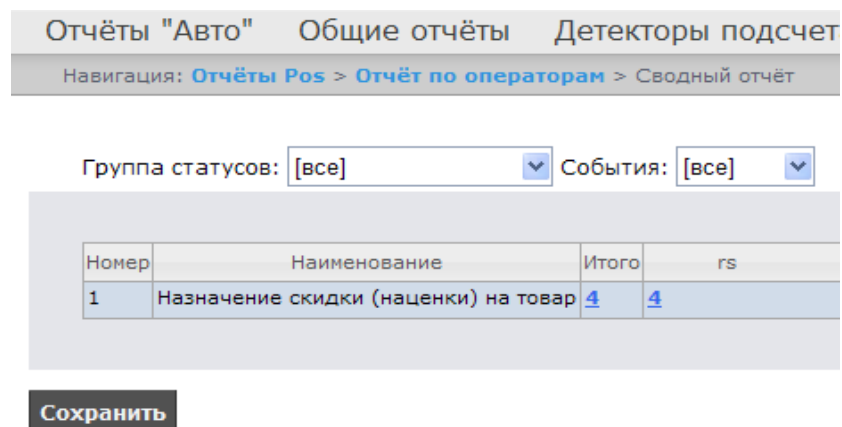 Отчёты "Авто" Общие отчёты Детекторы подсчет
Навигация: Отчёты Pos > Отчёт по операторам > Сводный отчёт
Группа статусов: [все] События: [все]
Номер Наименование Итого rs
1 Назначение скидки (наценки) на товар 4 4
Сохранить